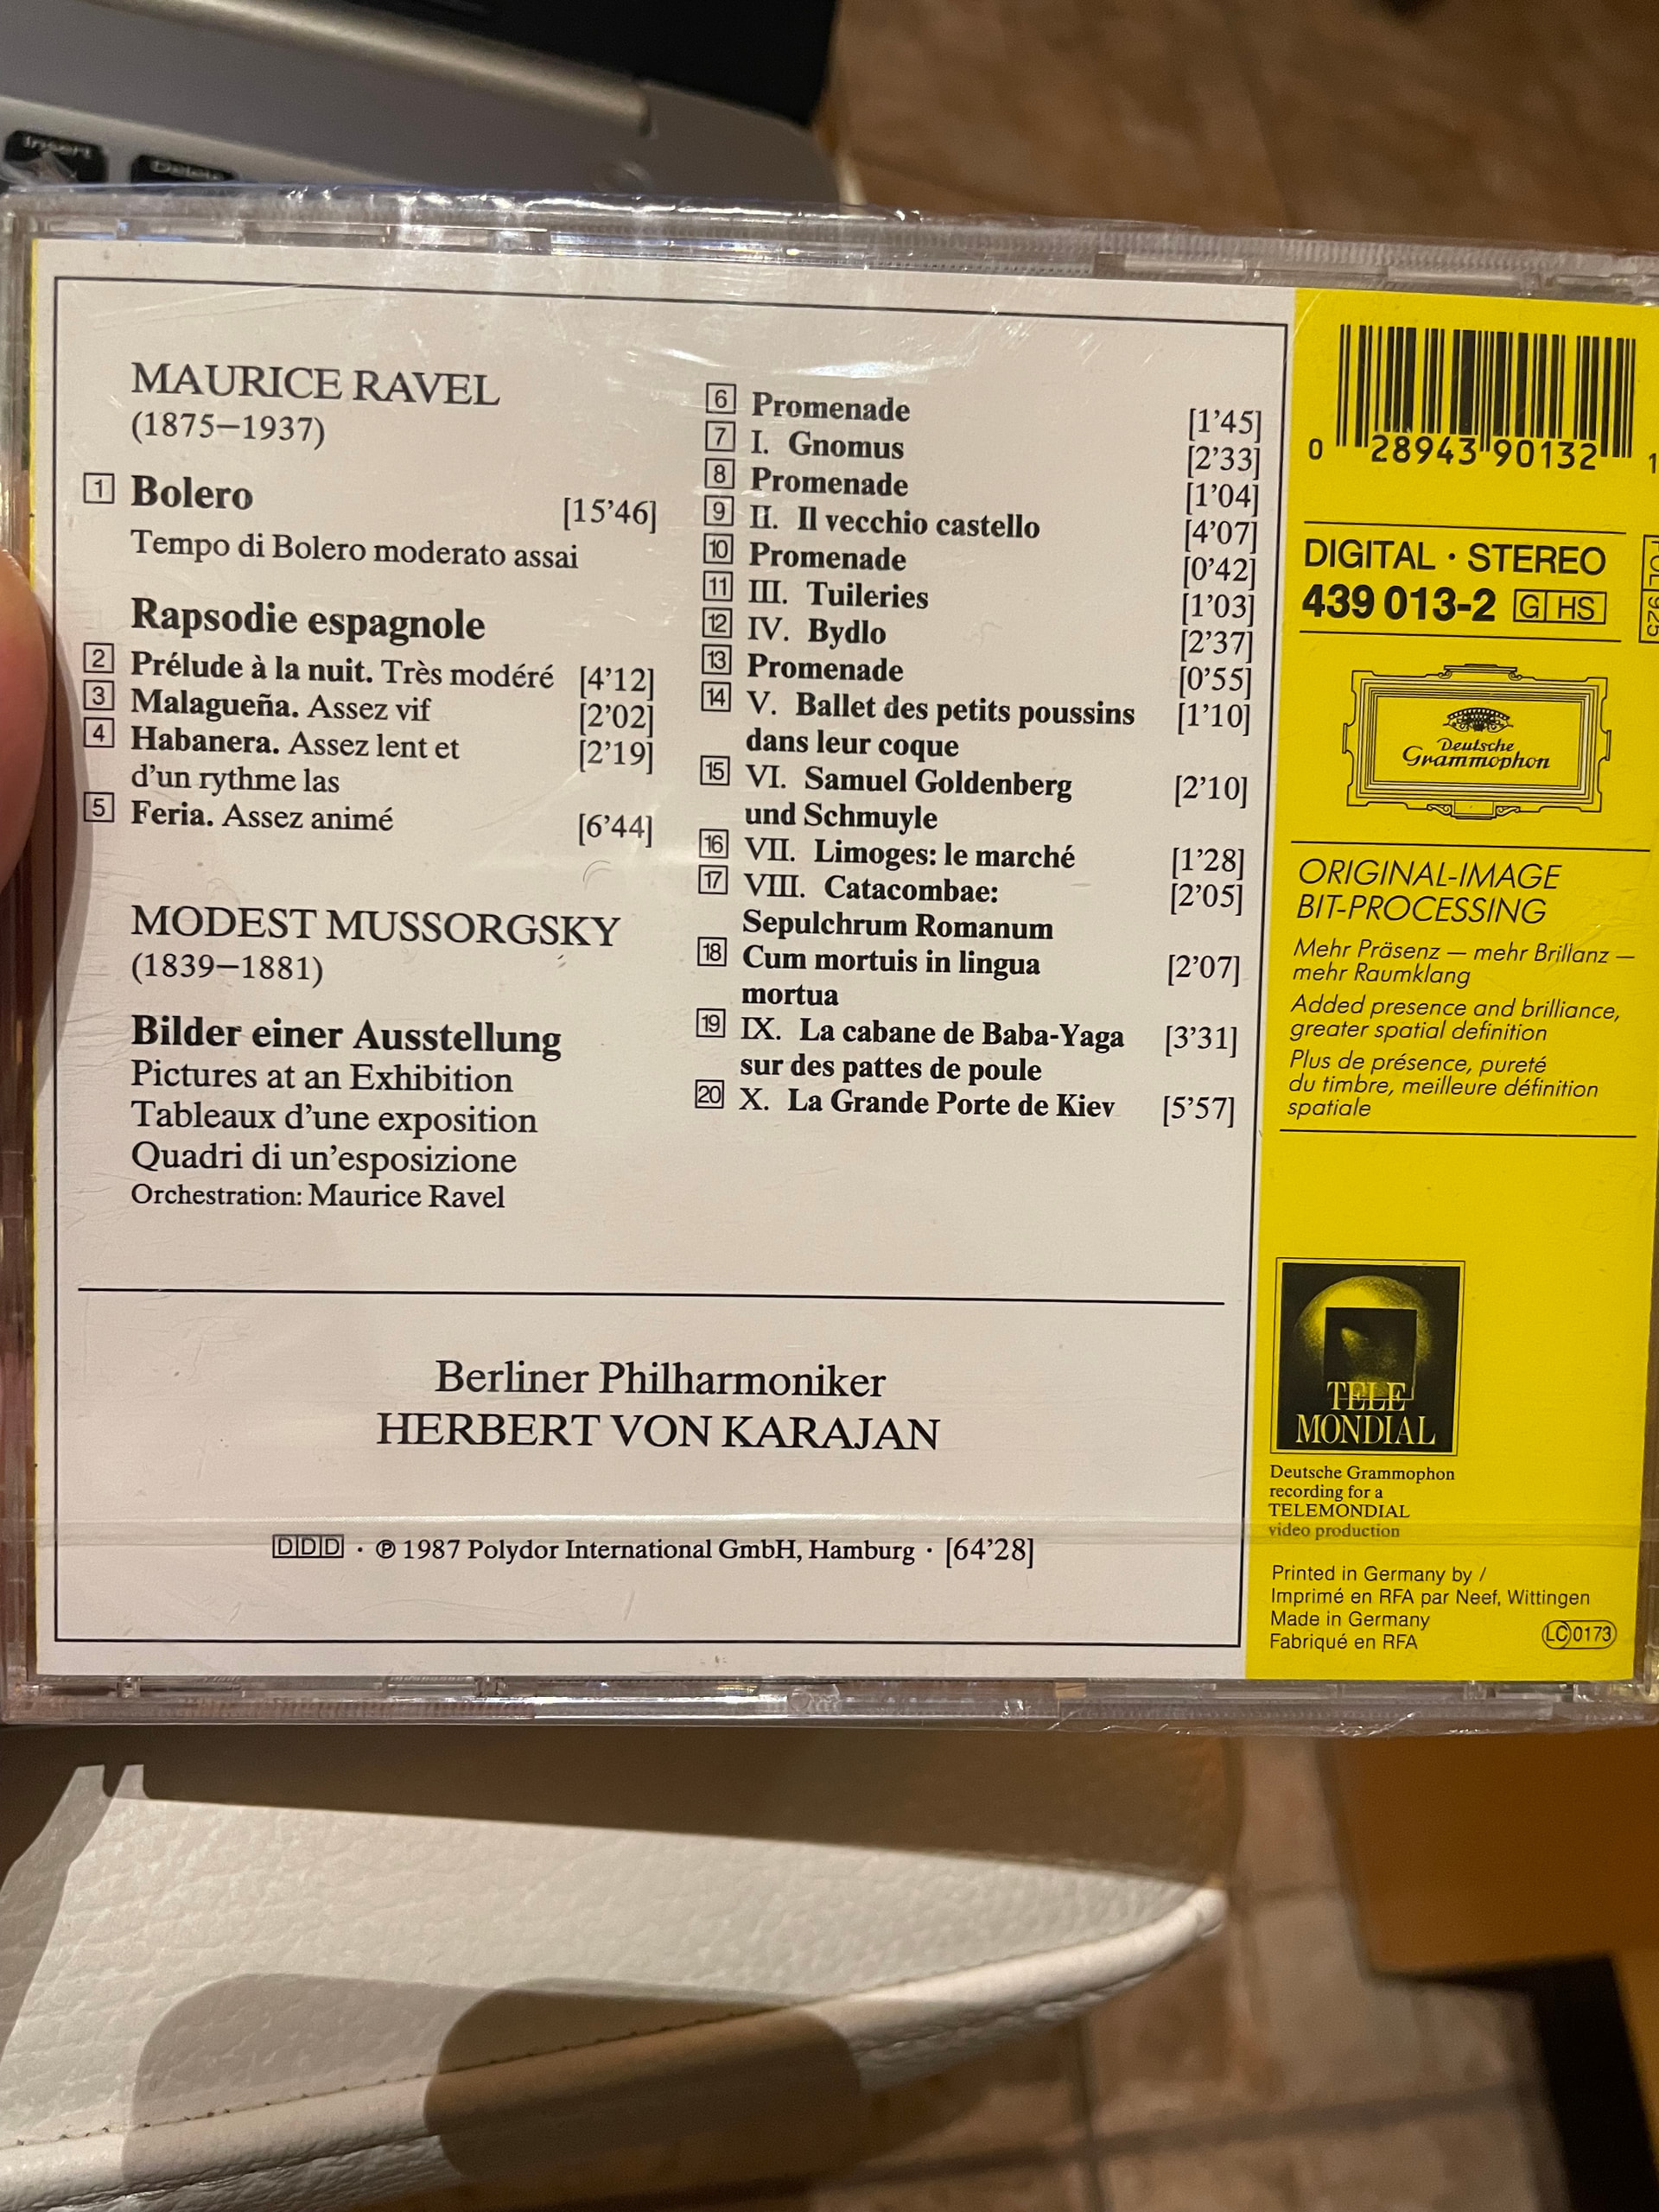 Insert
Delete
MAURICE RAVEL
(1875–1937)
1 Bolero [15’46]
Tempo di Bolero moderato assai
Rapsodie espagnole
2 Prélude à la nuit. Très modéré [4’12]
3 Malagueña. Assez vif [2’02]
4 Habanera. Assez lent et [2’19]
d’un rythme las
5 Feria. Assez animé [6’44]
MODEST MUSSORGSKY
(1839–1881)
Bilder einer Ausstellung
Pictures at an Exhibition
Tableaux d’une exposition
Quadri di un’esposizione
Orchestration: Maurice Ravel
6 Promenade [1’45]
7 I. Gnomus [2’33]
8 Promenade [1’04]
9 II. Il vecchio castello [4’07]
10 Promenade [0’42]
11 III. Tuileries [1’03]
12 IV. Bydlo [2’37]
13 Promenade [0’55]
14 V. Ballet des petits poussins [1’10]
dans leur coque
15 VI. Samuel Goldenberg [2’10]
und Schmuyle
16 VII. Limoges: le marché [1’28]
17 VIII. Catacombae: [2’05]
Sepulchrum Romanum
18 Cum mortuis in lingua [2’07]
mortua
19 IX. La cabane de Baba-Yaga [3’31]
sur des pattes de poule
20 X. La Grande Porte de Kiev [5’57]
Berliner Philharmoniker
HERBERT VON KARAJAN
DDD · ℗ 1987 Polydor International GmbH, Hamburg · [64’28]
0 28943 90132 1
DIGITAL · STEREO
439 013-2 G HS
POL 925
Deutsche
Grammophon
ORIGINAL-IMAGE
BIT-PROCESSING
Mehr Präsenz — mehr Brillanz —
mehr Raumklang
Added presence and brilliance,
greater spatial definition
Plus de présence, pureté
du timbre, meilleure définition
spatiale
TELE
MONDIAL
Deutsche Grammophon
recording for a
TELEMONDIAL
video production
Printed in Germany by /
Imprimé en RFA par Neef, Wittingen
Made in Germany
Fabriqué en RFA
LC 0173